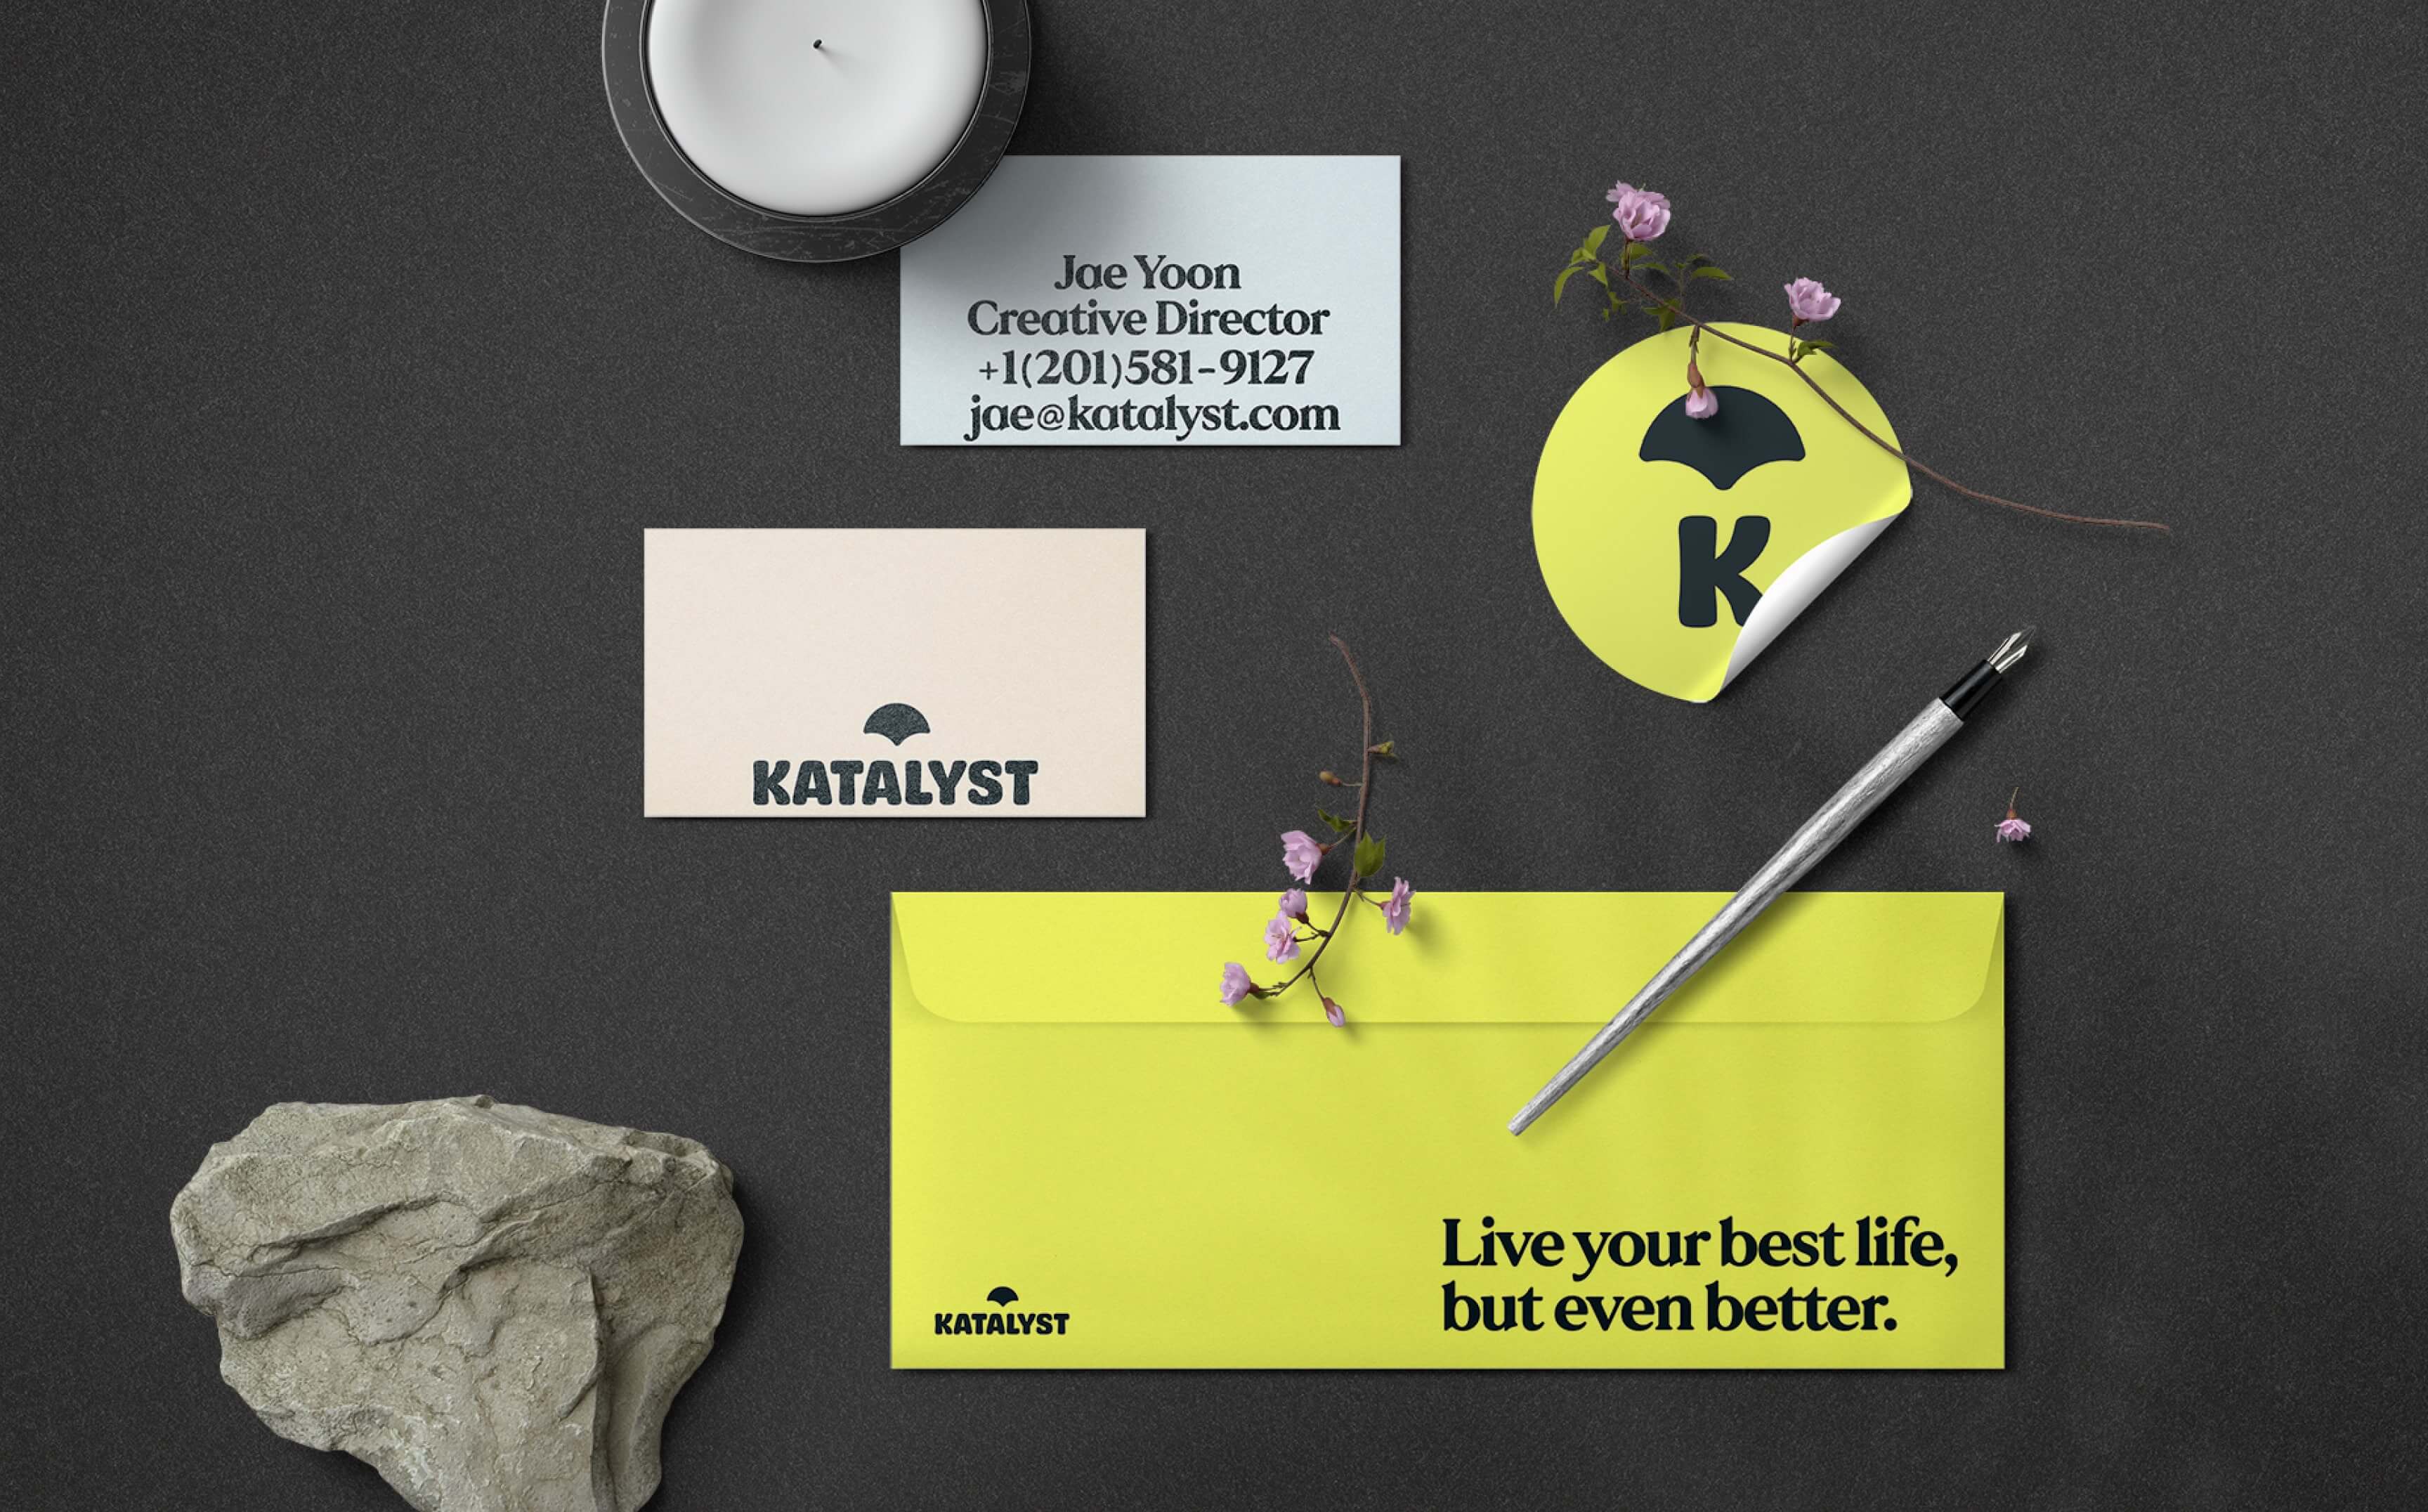 Jae Yoon
Creative Director
+1(201)581-9127
jae@katalyst.com
K
KATALYST
KATALYST
Live your best life,
but even better.